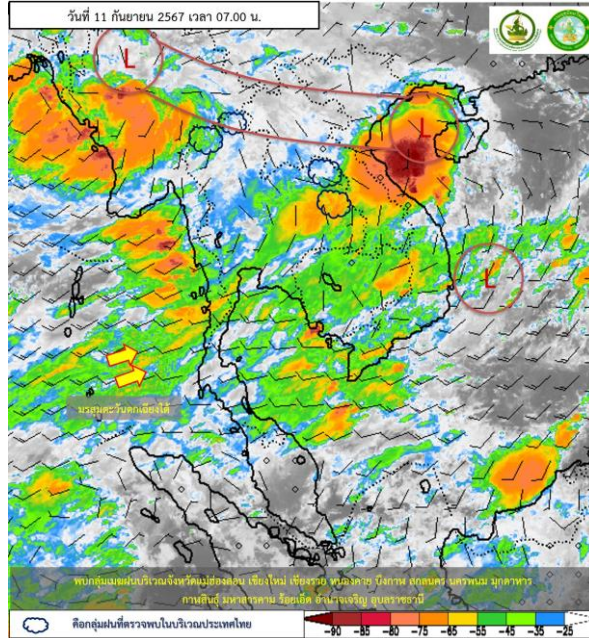 วันที่ 11 กันยายน 2567 เวลา 07.00 น.
L
L
L
มรสุมตะวันตกเฉียงใต้
พบกลุ่มเมฆฝนบริเวณจังหวัดแม่ฮ่องสอน เชียงใหม่ เชียงราย หนองคาย บึงกาฬ สกลนคร นครพนม มุกดาหาร
กาฬสินธุ์ มหาสารคาม ร้อยเอ็ด อำนาจเจริญ อุบลราชธานี
คือกลุ่มฝนที่ตรวจพบในบริเวณประเทศไทย
-90 -85 -80 -75 -65 -55 -45 -35 -25